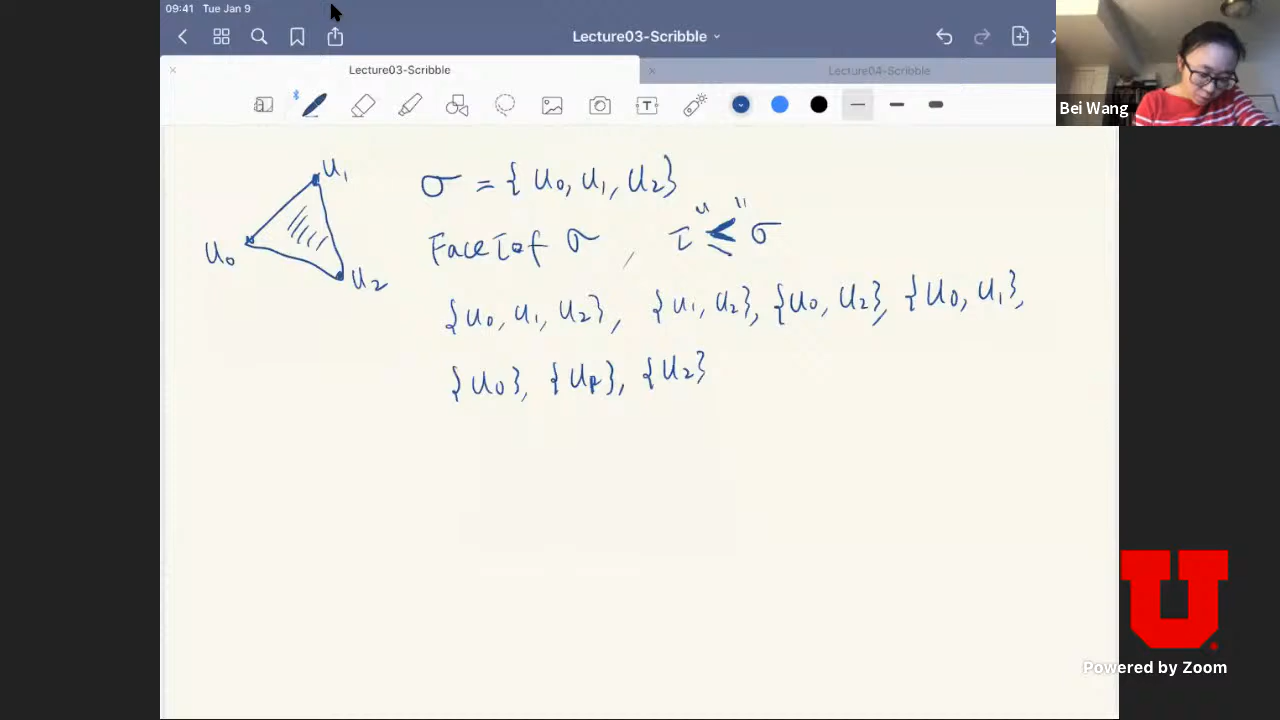 09:41 Tue Jan 9
Lecture03-Scribble
Lecture03-Scribble
Lecture04-Scribble
T
Bei Wang
u₁
u₀
u₂
σ = { u₀, u₁, u₂}
Face τ of σ , τ "≤" σ
{u₀, u₁, u₂}, {u₁, u₂}, {u₀, u₂}, {u₀, u₁},
{u₀}, {u₁}, {u₂}
U
Powered by Zoom